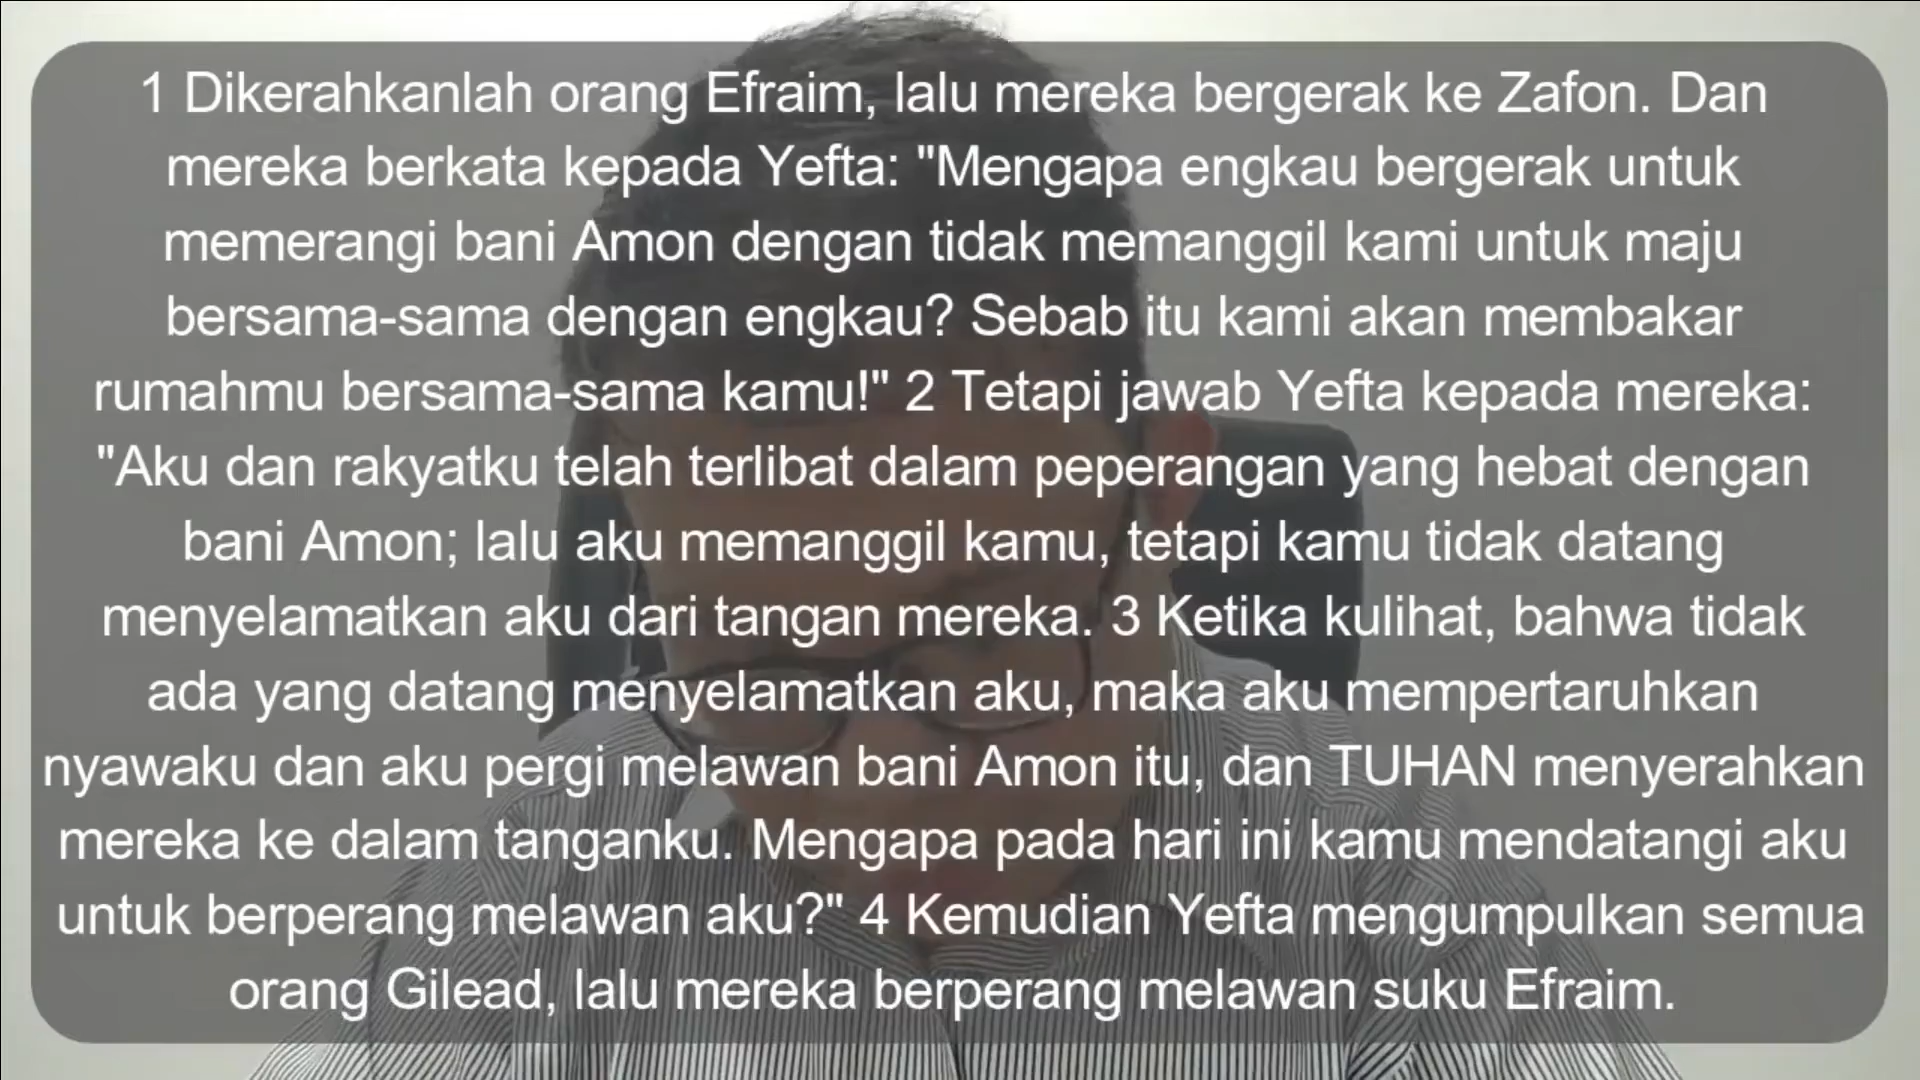 1 Dikerahkanlah orang Efraim, lalu mereka bergerak ke Zafon. Dan
mereka berkata kepada Yefta: "Mengapa engkau bergerak untuk
memerangi bani Amon dengan tidak memanggil kami untuk maju
bersama-sama dengan engkau? Sebab itu kami akan membakar
rumahmu bersama-sama kamu!" 2 Tetapi jawab Yefta kepada mereka:
"Aku dan rakyatku telah terlibat dalam peperangan yang hebat dengan
bani Amon; lalu aku memanggil kamu, tetapi kamu tidak datang
menyelamatkan aku dari tangan mereka. 3 Ketika kulihat, bahwa tidak
ada yang datang menyelamatkan aku, maka aku mempertaruhkan
nyawaku dan aku pergi melawan bani Amon itu, dan TUHAN menyerahkan
mereka ke dalam tanganku. Mengapa pada hari ini kamu mendatangi aku
untuk berperang melawan aku?" 4 Kemudian Yefta mengumpulkan semua
orang Gilead, lalu mereka berperang melawan suku Efraim.